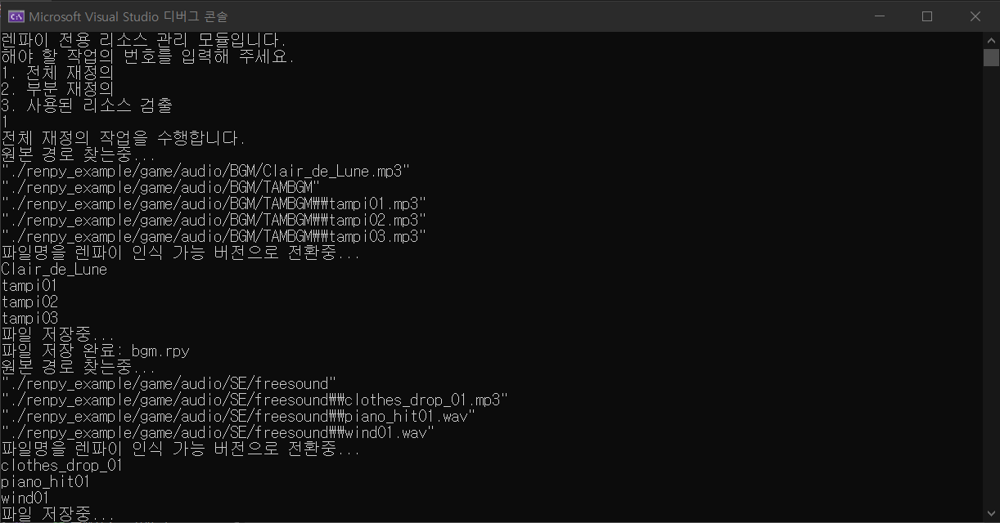 Microsoft Visual Studio 디버그 콘솔
렌파이 전용 리소스 관리 모듈입니다.
해야 할 작업의 번호를 입력해 주세요.
1. 전체 재정의
2. 부분 재정의
3. 사용된 리소스 검출
1
전체 재정의 작업을 수행합니다.
원본 경로 찾는중...
"./renpy_example/game/audio/BGM/Clair_de_Lune.mp3"
"./renpy_example/game/audio/BGM/TAMBGM"
"./renpy_example/game/audio/BGM/TAMBGM₩₩tampi01.mp3"
"./renpy_example/game/audio/BGM/TAMBGM₩₩tampi02.mp3"
"./renpy_example/game/audio/BGM/TAMBGM₩₩tampi03.mp3"
파일명을 렌파이 인식 가능 버전으로 전환중...
Clair_de_Lune
tampi01
tampi02
tampi03
파일 저장중...
파일 저장 완료: bgm.rpy
원본 경로 찾는중...
"./renpy_example/game/audio/SE/freesound"
"./renpy_example/game/audio/SE/freesound₩₩clothes_drop_01.mp3"
"./renpy_example/game/audio/SE/freesound₩₩piano_hit01.wav"
"./renpy_example/game/audio/SE/freesound₩₩wind01.wav"
파일명을 렌파이 인식 가능 버전으로 전환중...
clothes_drop_01
piano_hit01
wind01
파일 저장중...